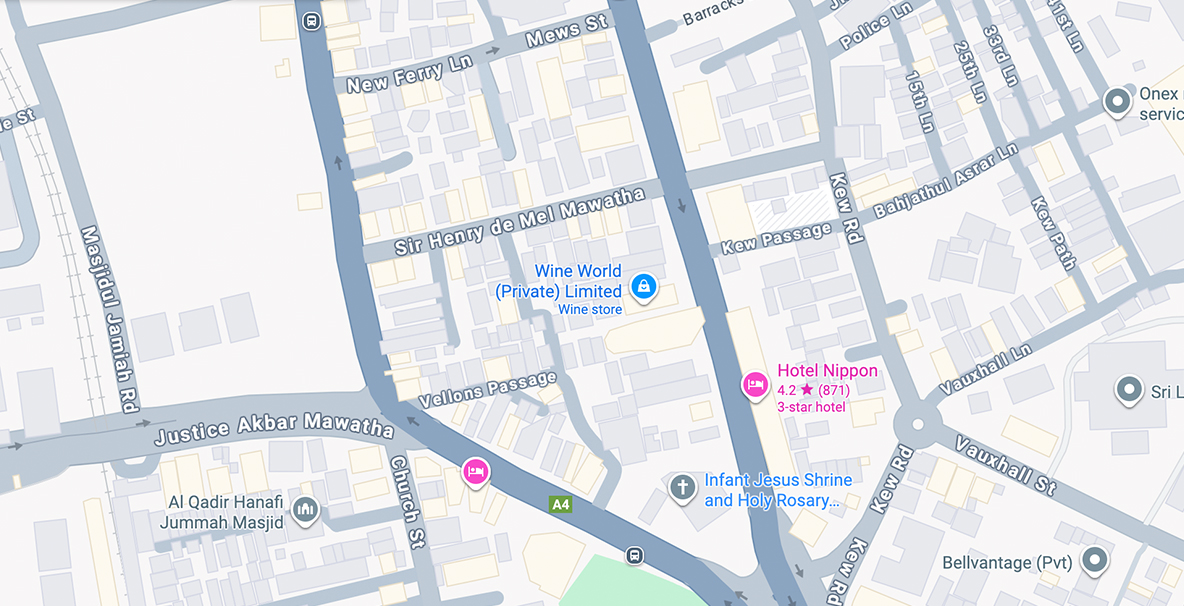 Mews St
New Ferry Ln
Barracks
Police Ln
31st Ln
33rd Ln
25th Ln
15th Ln
Onex
servic
Bahjathul Asrar Ln
Kew Rd
Kew Passage
Kew Path
Sir Henry de Mel Mawatha
Masjidul Jamiah Rd
Wine World
(Private) Limited
Wine store
Hotel Nippon
4.2 ★ (871)
3-star hotel
Vauxhall Ln
Sri L
Vellons Passage
Justice Akbar Mawatha
Church St
Vauxhall St
Kew Rd
Infant Jesus Shrine
and Holy Rosary...
A4
Al Qadir Hanafi
Jummah Masjid
Kew Rd
Bellvantage (Pvt)